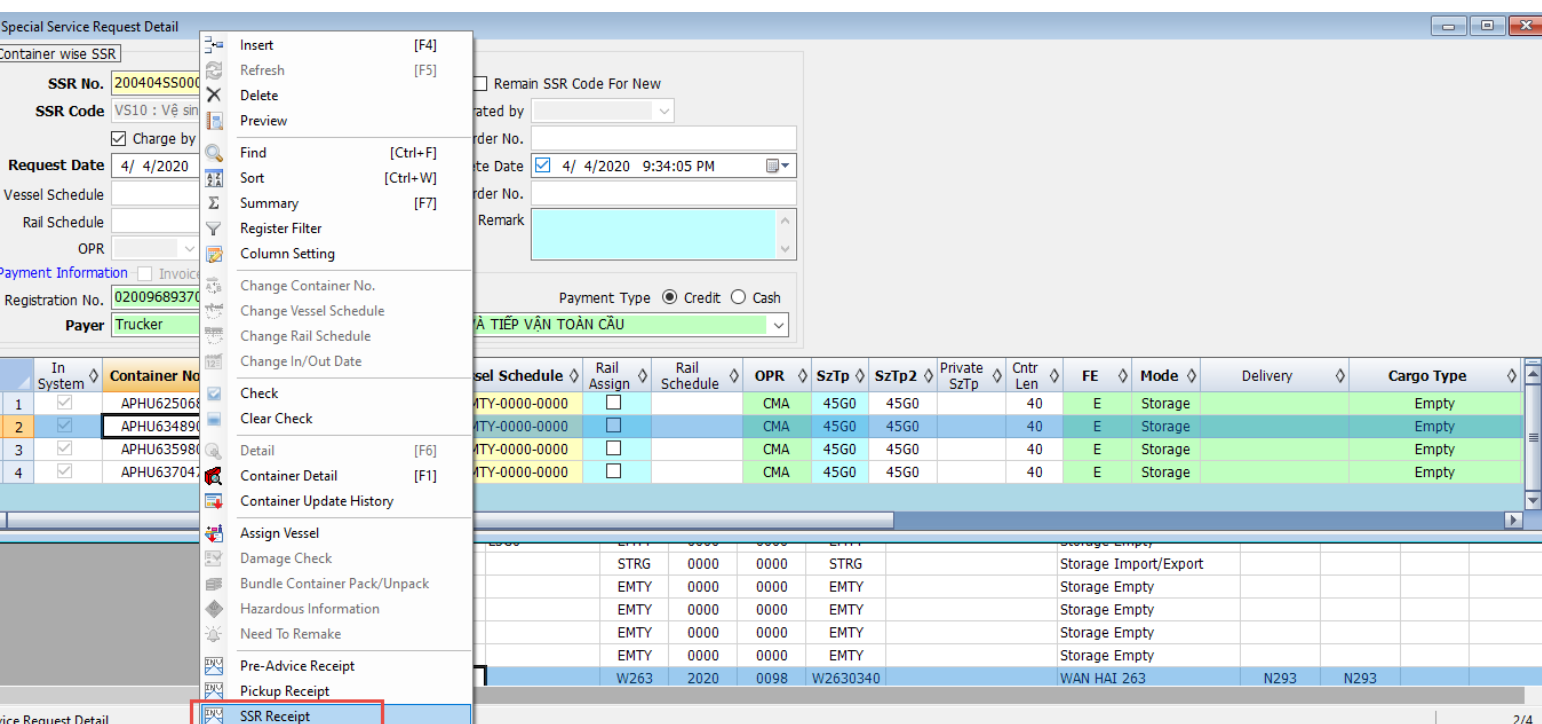 Special Service Request Detail
Container wise SSR
SSR No. 200404SS000
SSR Code VS10 : Vệ sin
Charge by
Request Date 4/ 4/2020
Vessel Schedule
Rail Schedule
OPR
Payment Information Invoice
Registration No. 0200968937
Payer Trucker
Insert [F4]
Refresh [F5]
Delete
Preview
Find [Ctrl+F]
Sort [Ctrl+W]
Summary [F7]
Register Filter
Column Setting
Change Container No.
Change Vessel Schedule
Change Rail Schedule
Change In/Out Date
Check
Clear Check
Detail [F6]
Container Detail [F1]
Container Update History
Assign Vessel
Damage Check
Bundle Container Pack/Unpack
Hazardous Information
Need To Remake
Pre-Advice Receipt
Pickup Receipt
SSR Receipt
Remain SSR Code For New
rated by
rder No.
ete Date 4/ 4/2020 9:34:05 PM
rder No.
Remark
Payment Type Credit Cash
VÀ TIẾP VẬN TOÀN CẦU
In System Container No sel Schedule Rail Assign Rail Schedule OPR SzTp SzTp2 Private SzTp Cntr Len FE Mode Delivery Cargo Type
1 APHU62506 MTY-0000-0000 CMA 45G0 45G0 40 E Storage Empty
2 APHU63489 MTY-0000-0000 CMA 45G0 45G0 40 E Storage Empty
3 APHU63598 MTY-0000-0000 CMA 45G0 45G0 40 E Storage Empty
4 APHU63704 MTY-0000-0000 CMA 45G0 45G0 40 E Storage Empty
STRG 0000 0000 STRG Storage Import/Export
EMTY 0000 0000 EMTY Storage Empty
EMTY 0000 0000 EMTY Storage Empty
EMTY 0000 0000 EMTY Storage Empty
EMTY 0000 0000 EMTY Storage Empty
W263 2020 0098 W2630340 WAN HAI 263 N293 N293
vice Request Detail 2/4